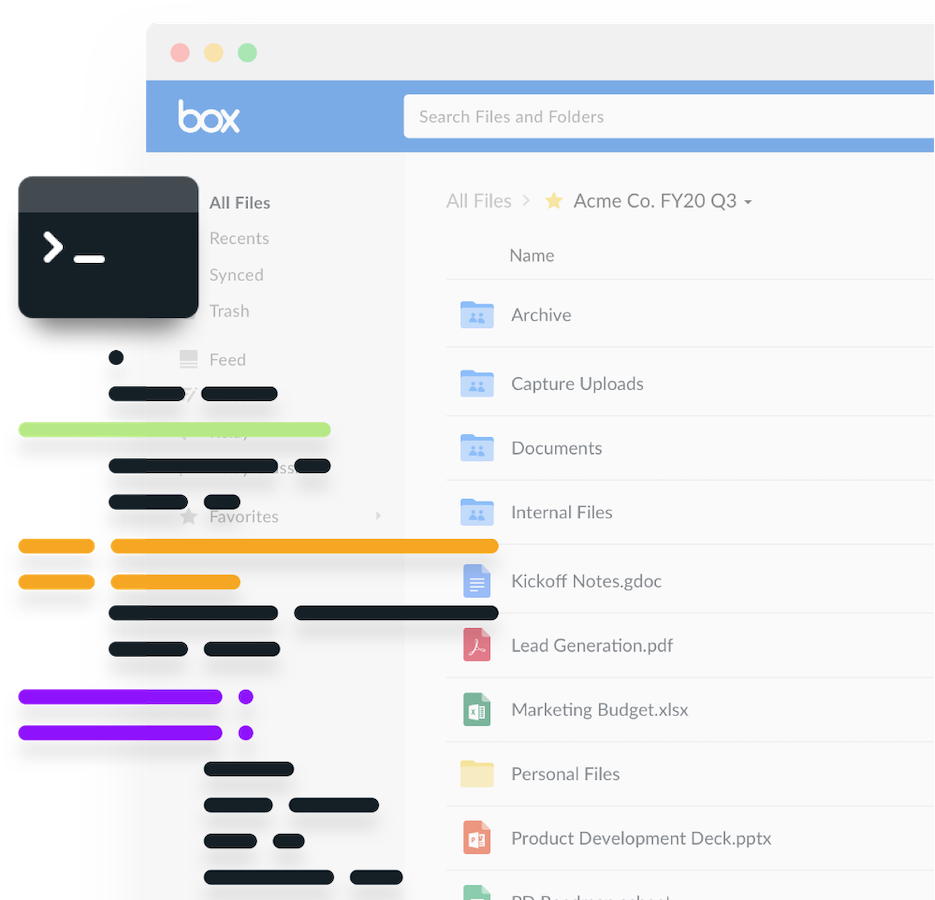 box
Search Files and Folders
All Files
Recents
Synced
Trash
Feed
Favorites
All Files > Acme Co. FY20 Q3
Name
Archive
Capture Uploads
Documents
Internal Files
Kickoff Notes.gdoc
Lead Generation.pdf
Marketing Budget.xlsx
Personal Files
Product Development Deck.pptx